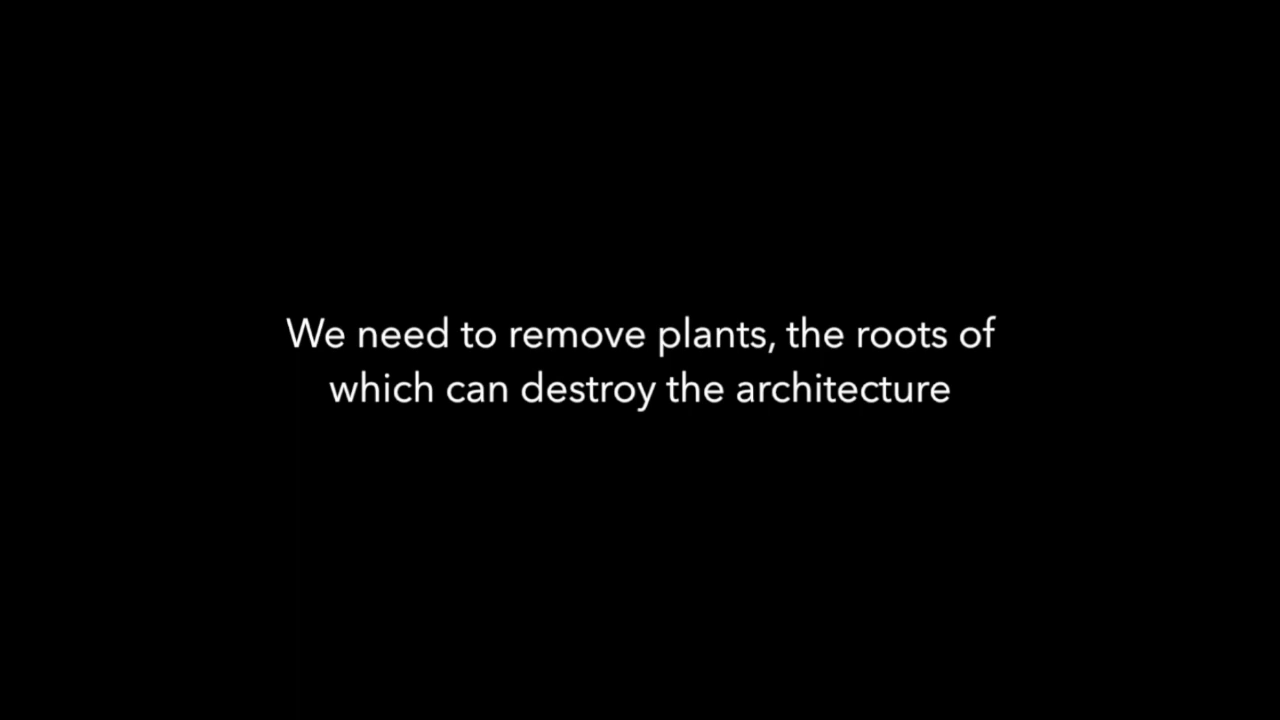 We need to remove plants, the roots of
which can destroy the architecture